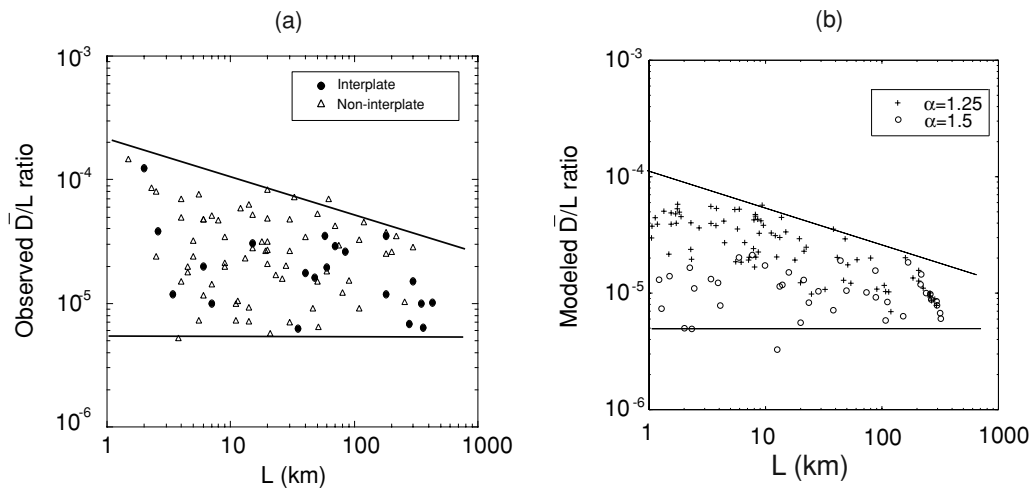 (a)
10⁻³
10⁻⁴
10⁻⁵
10⁻⁶
Observed D̄/L ratio
Interplate
Non-interplate
1
10
100
1000
L (km)
(b)
10⁻³
10⁻⁴
10⁻⁵
10⁻⁶
Modeled D̄/L ratio
α=1.25
α=1.5
1
10
100
1000
L (km)